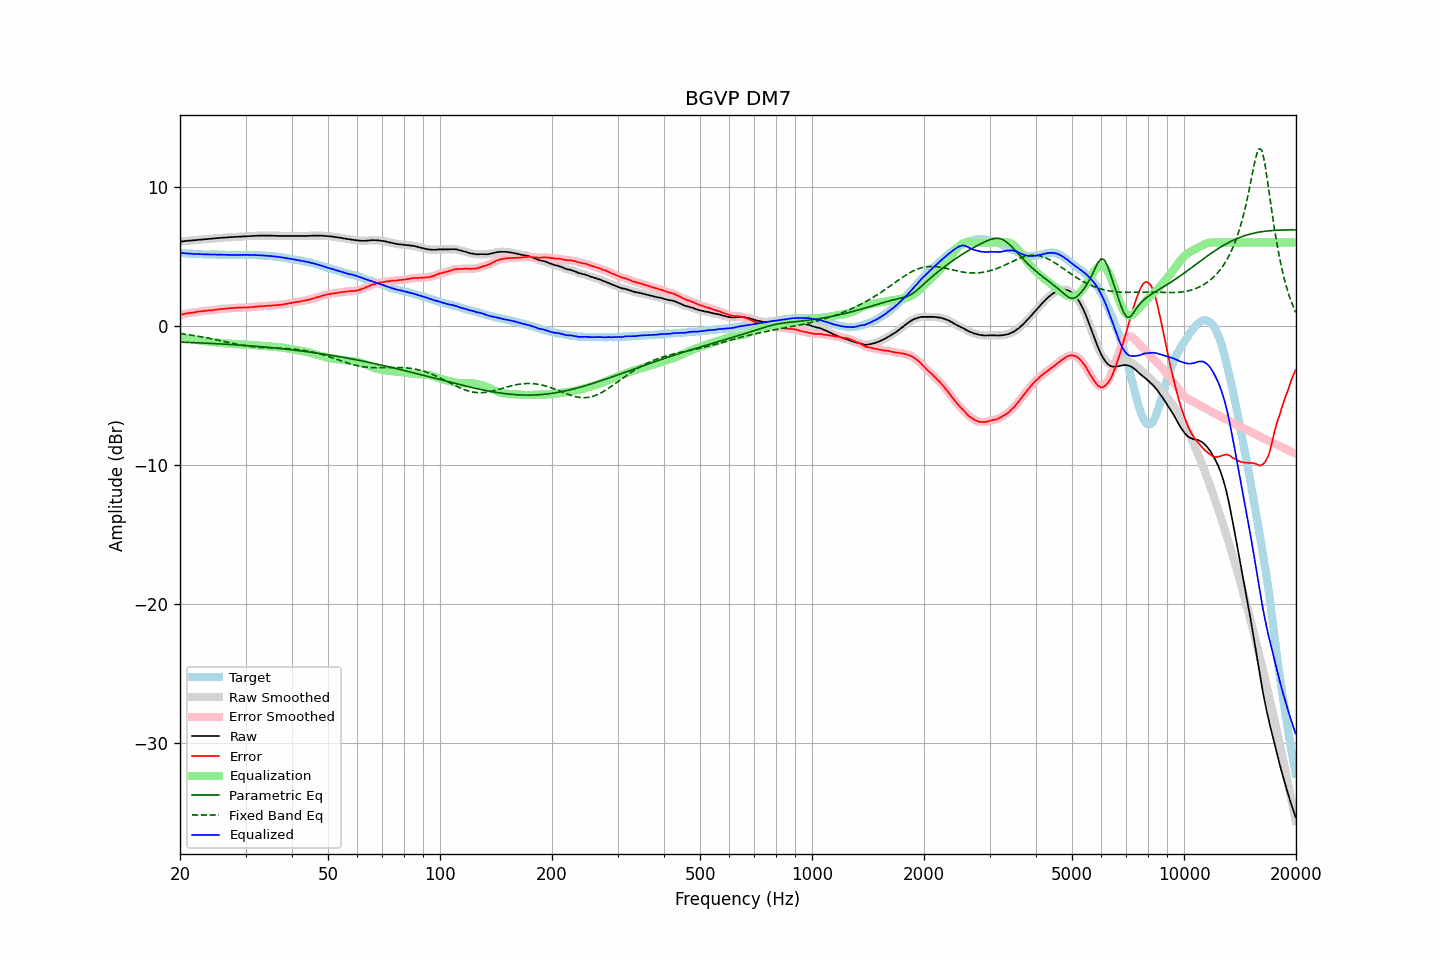 BGVP DM7
Amplitude (dBr)
10
0
−10
−20
−30
Target
Raw Smoothed
Error Smoothed
Raw
Error
Equalization
Parametric Eq
Fixed Band Eq
Equalized
20 50 100 200 500 1000 2000 5000 10000 20000
Frequency (Hz)